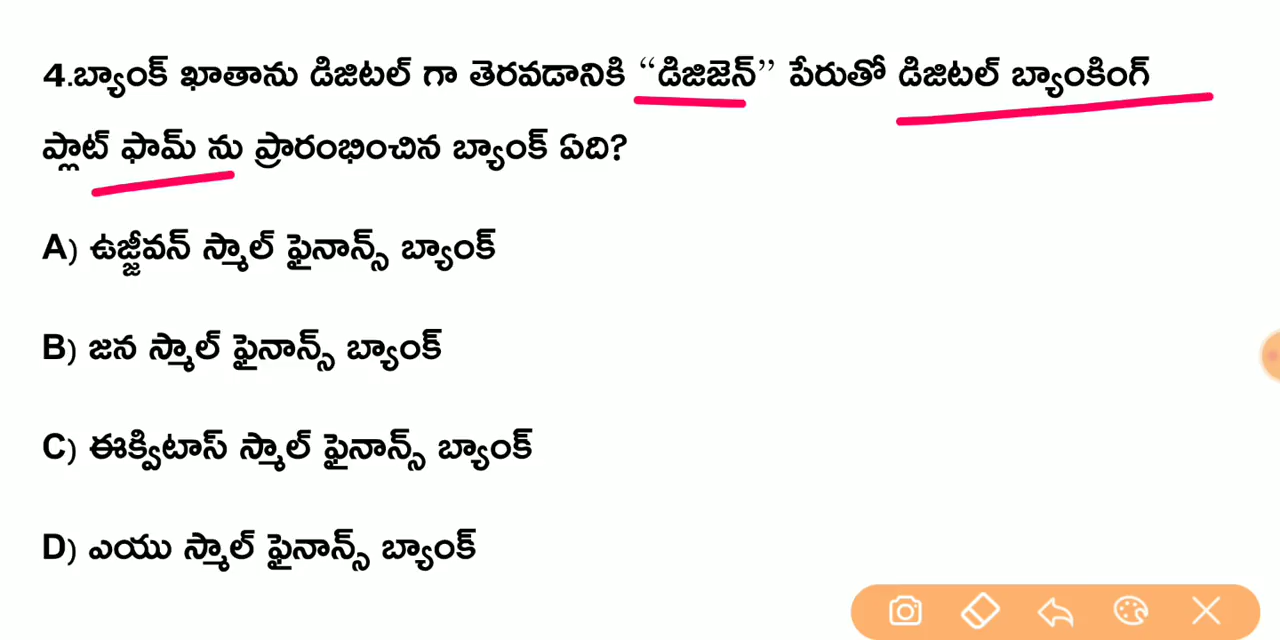 4.బ్యాంక్ ఖాతాను డిజిటల్ గా తెరవడానికి “డిజిజెన్” పేరుతో డిజిటల్ బ్యాంకింగ్
ప్లాట్ ఫామ్ ను ప్రారంభించిన బ్యాంక్ ఏది?
A) ఉజ్జీవన్ స్మాల్ ఫైనాన్స్ బ్యాంక్
B) జన స్మాల్ ఫైనాన్స్ బ్యాంక్
C) ఈక్విటాస్ స్మాల్ ఫైనాన్స్ బ్యాంక్
D) ఎయు స్మాల్ ఫైనాన్స్ బ్యాంక్